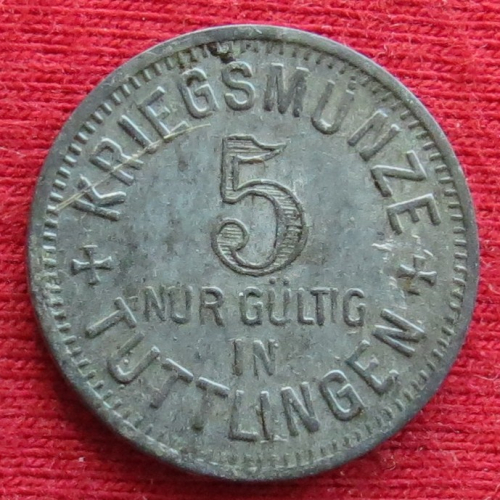 KRIEGSMÜNZE
5
NUR GÜLTIG
IN
TUTTLINGEN